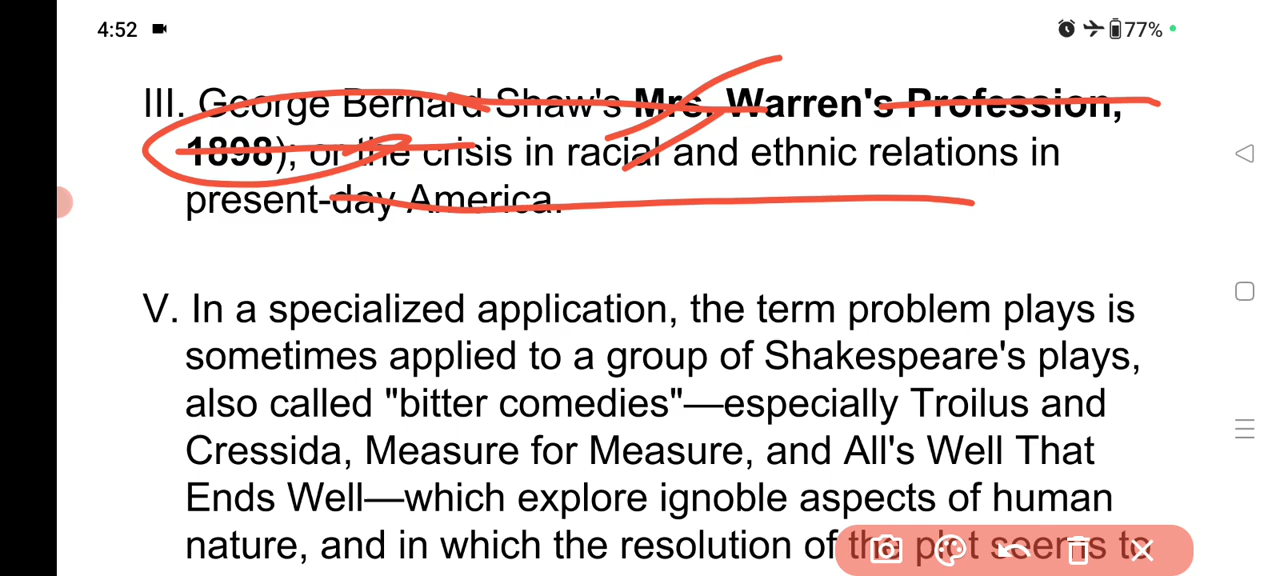 4:52
77%
III. George Bernard Shaw's Mrs. Warren's Profession,
1898); or the crisis in racial and ethnic relations in
present-day America.
V. In a specialized application, the term problem plays is
sometimes applied to a group of Shakespeare's plays,
also called "bitter comedies"—especially Troilus and
Cressida, Measure for Measure, and All's Well That
Ends Well—which explore ignoble aspects of human
nature, and in which the resolution of the plot seems to